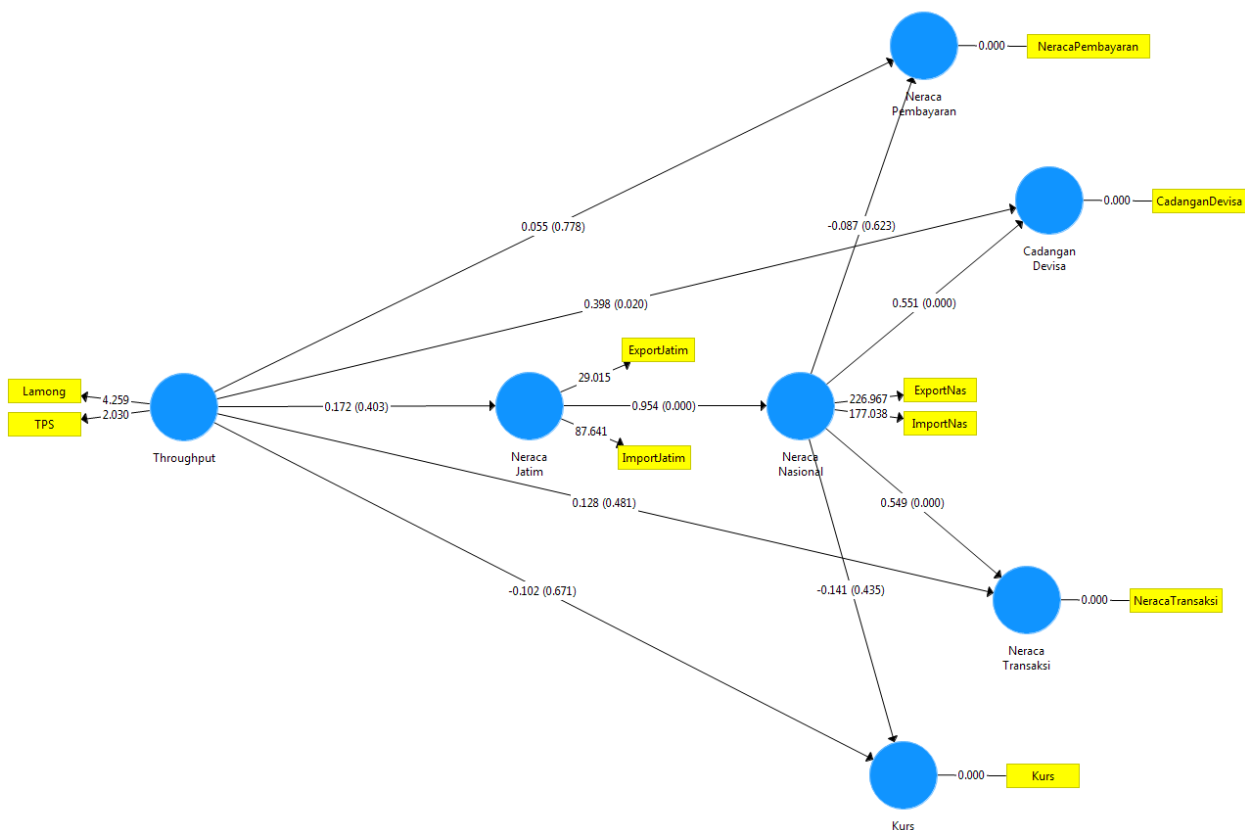 0.000
NeracaPembayaran
Neraca
Pembayaran
0.000
CadanganDevisa
Cadangan
Devisa
0.055 (0.778)
-0.087 (0.623)
0.398 (0.020)
0.551 (0.000)
ExportJatim
29.015
Lamong
4.259
TPS
2.030
Throughput
0.172 (0.403)
Neraca
Jatim
0.954 (0.000)
87.641
ImportJatim
Neraca
Nasional
226.967
ExportNas
177.038
ImportNas
0.128 (0.481)
0.549 (0.000)
-0.102 (0.671)
-0.141 (0.435)
0.000
NeracaTransaksi
Neraca
Transaksi
0.000
Kurs
Kurs